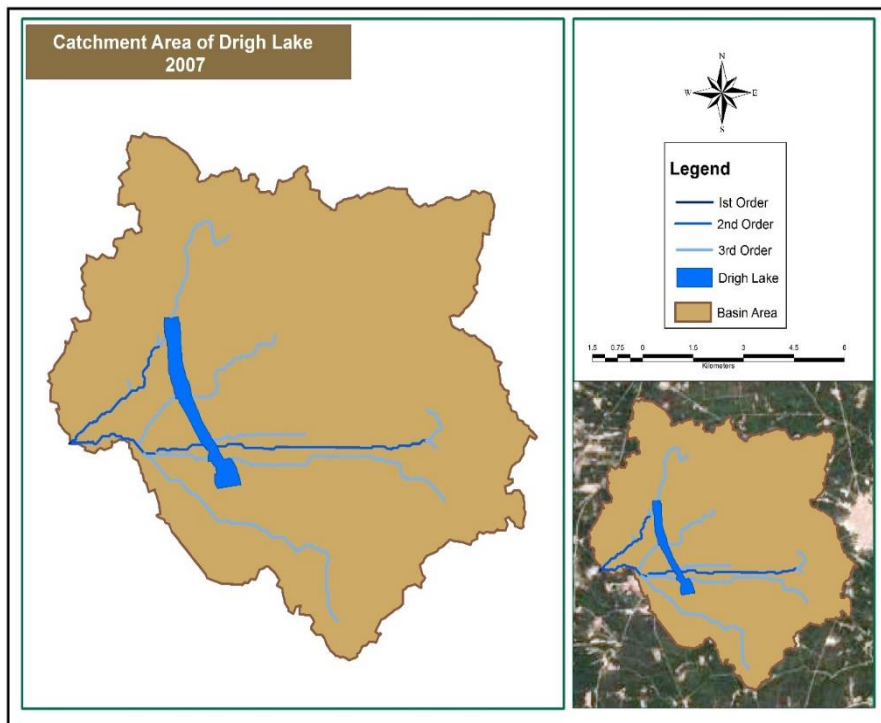 Catchment Area of Drigh Lake
2007
N
W E
S
Legend
1st Order
2nd Order
3rd Order
Drigh Lake
Basin Area
1.5 0.75 0 1.5 3 4.5 6
Kilometers